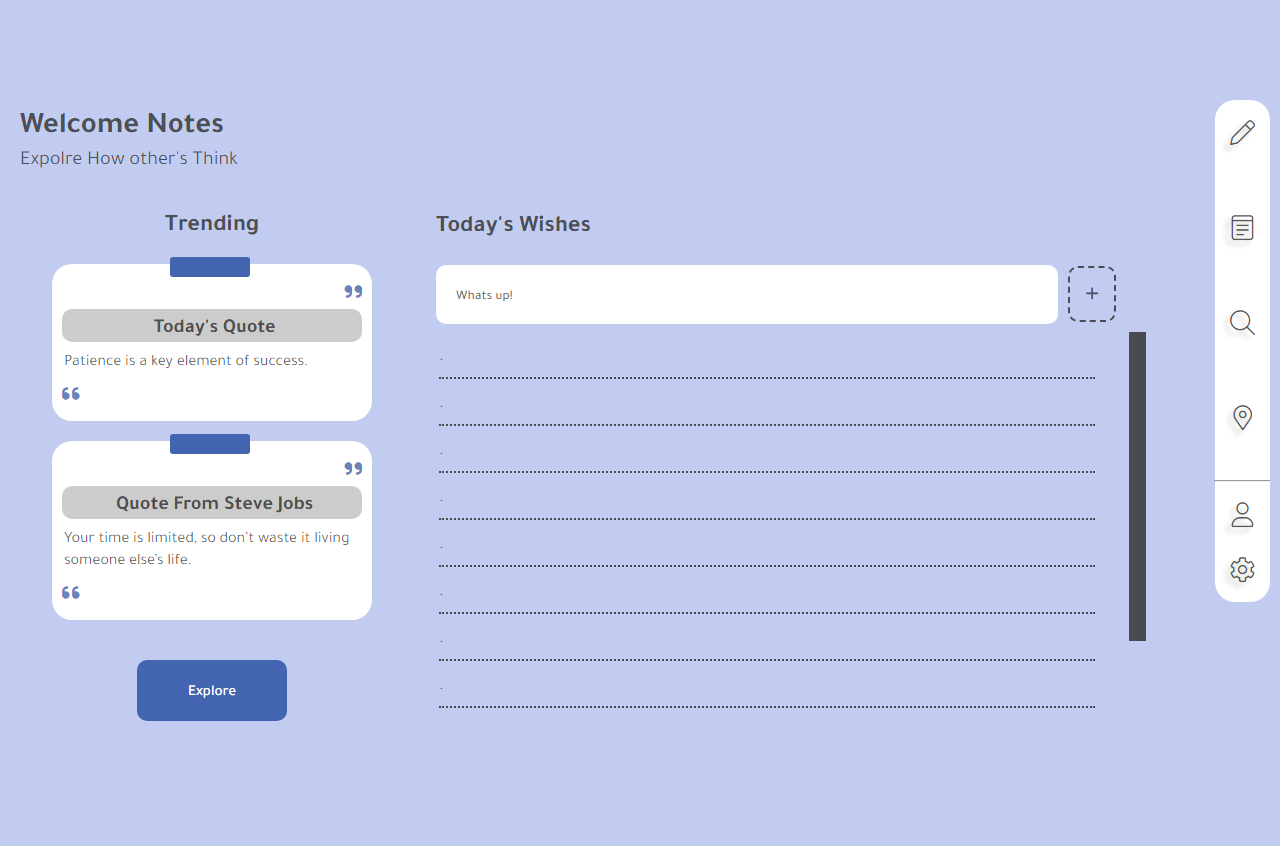 Welcome Notes
Expolre How other's Think
Trending
❞
Today's Quote
Patience is a key element of success.
❝
❞
Quote From Steve Jobs
Your time is limited, so don't waste it living
someone else's life.
❝
Explore
Today's Wishes
Whats up!
+
.
.
.
.
.
.
.
.